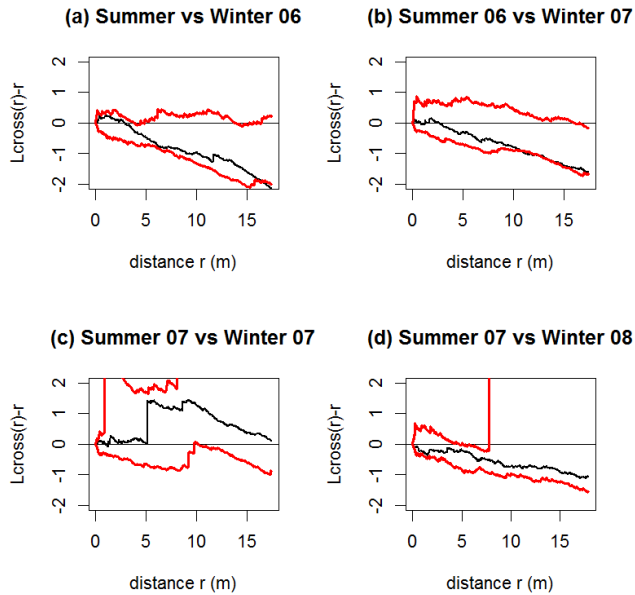 (a) Summer vs Winter 06
(b) Summer 06 vs Winter 07
Lcross(r)-r
2
1
0
-1
-2
0 5 10 15
distance r (m)
Lcross(r)-r
2
1
0
-1
-2
0 5 10 15
distance r (m)
(c) Summer 07 vs Winter 07
(d) Summer 07 vs Winter 08
Lcross(r)-r
2
1
0
-1
-2
0 5 10 15
distance r (m)
Lcross(r)-r
2
1
0
-1
-2
0 5 10 15
distance r (m)